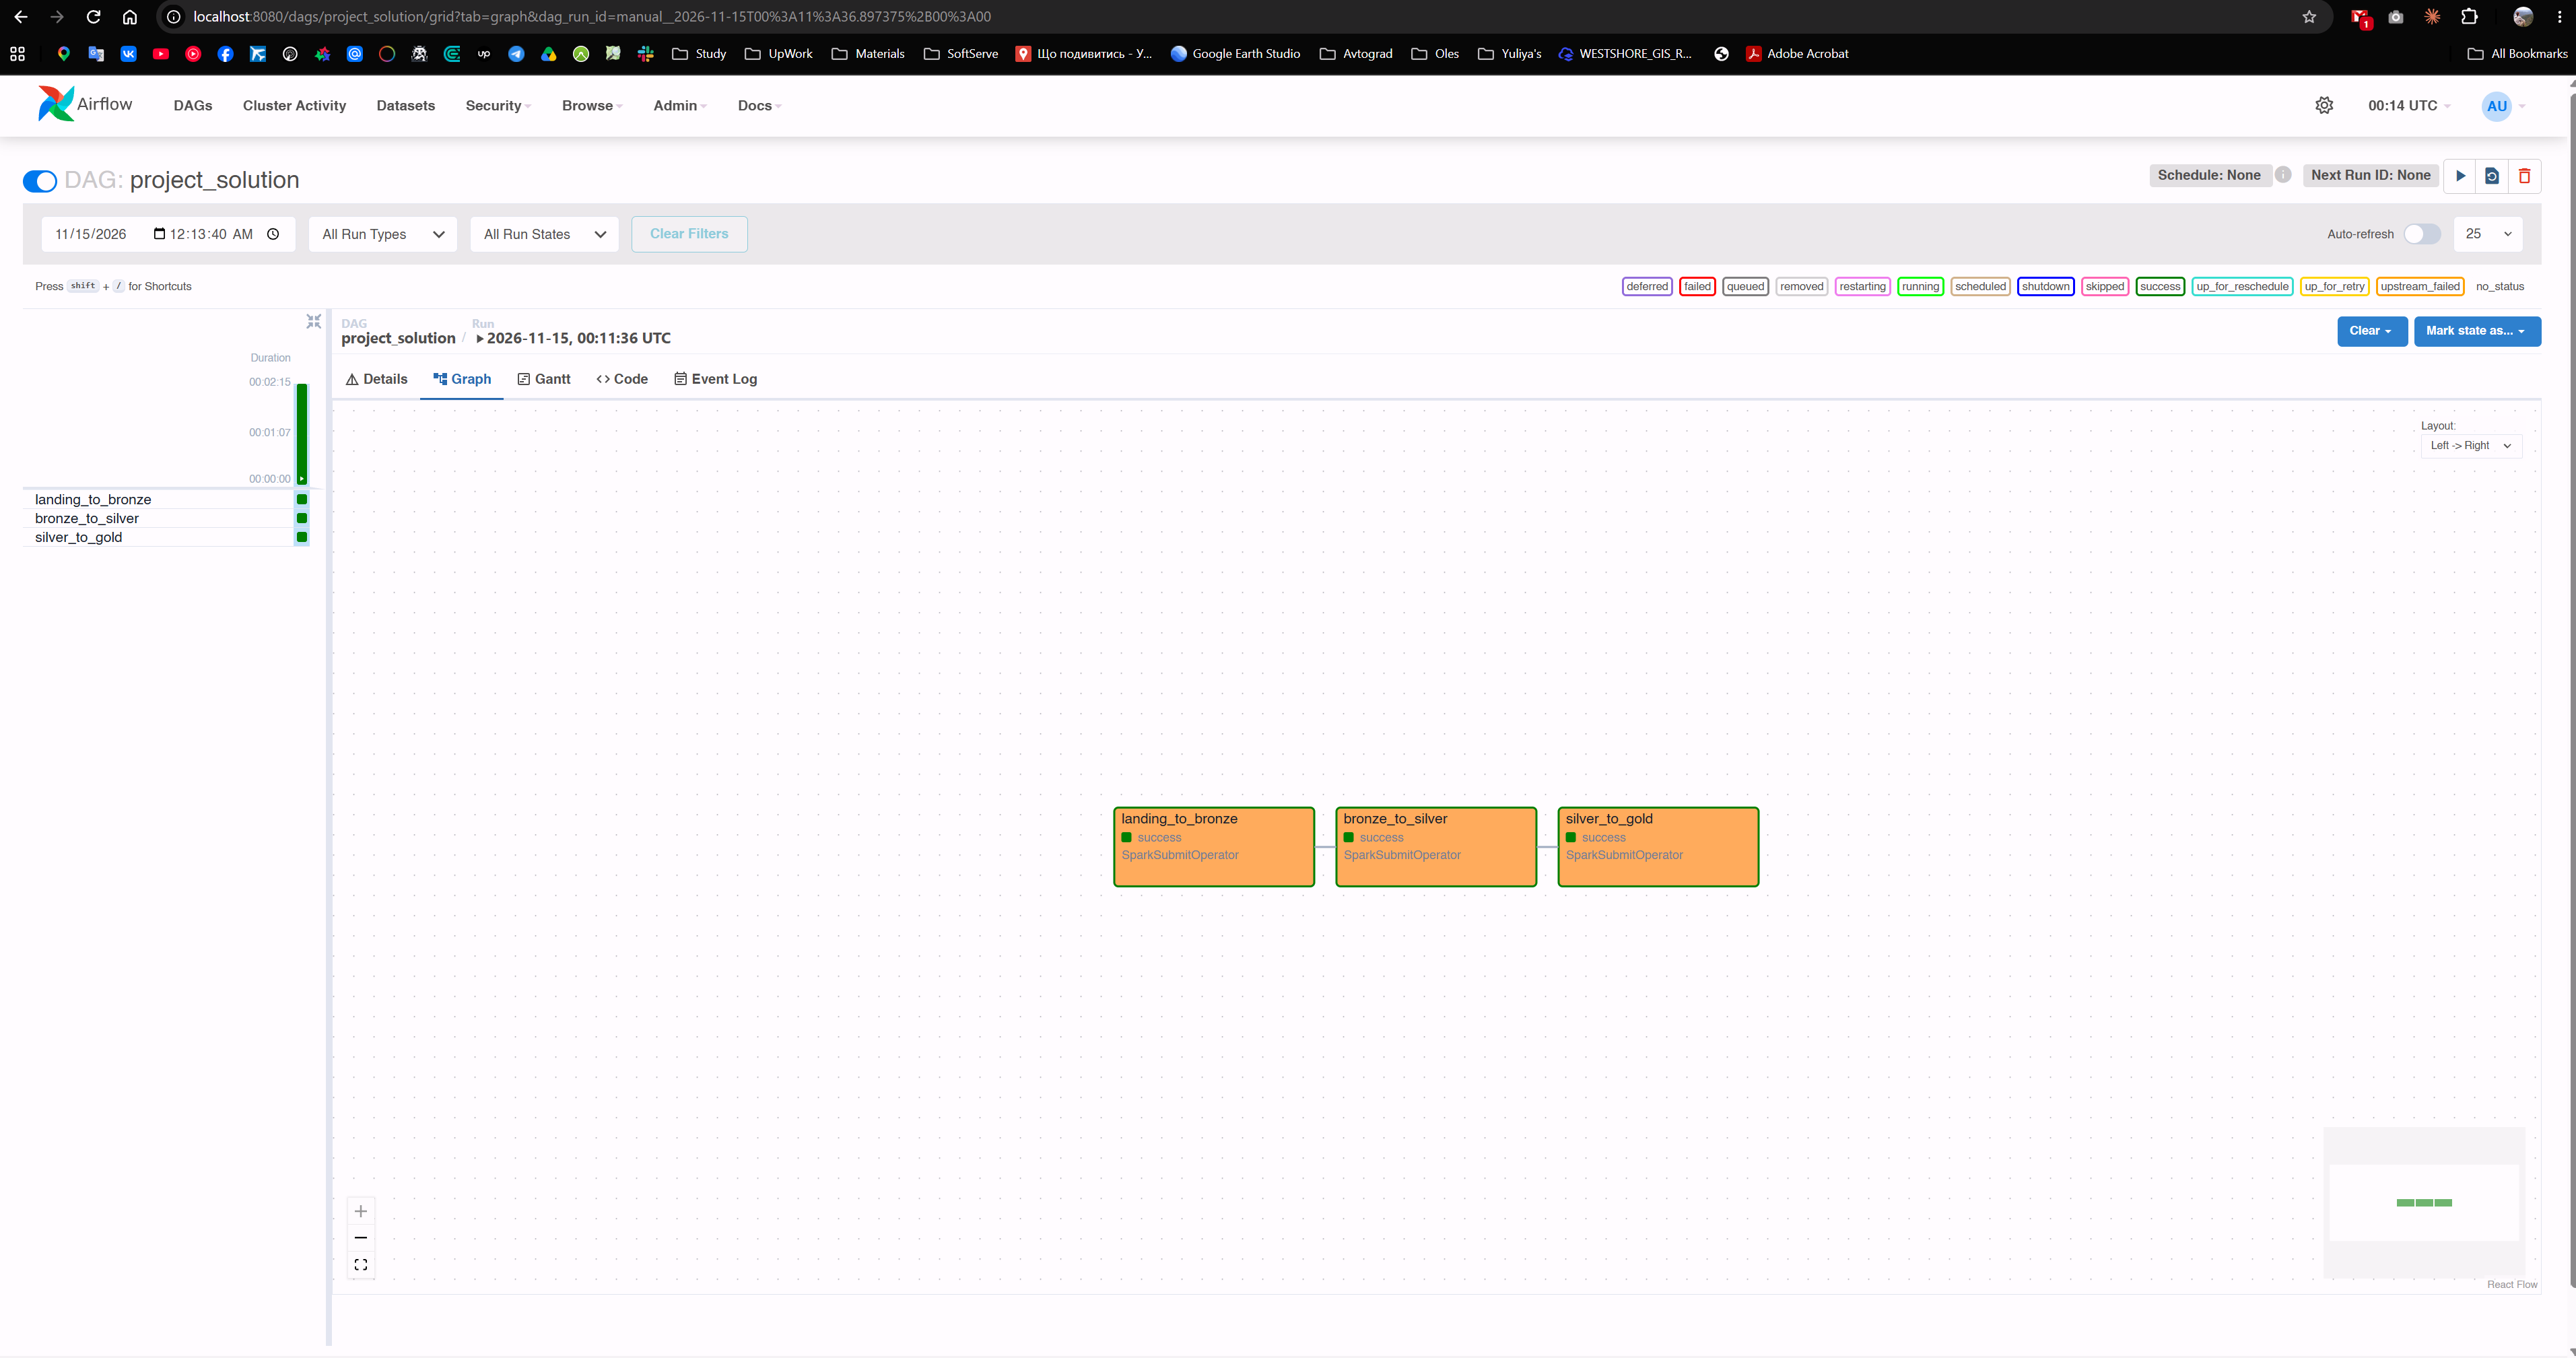 localhost:8080/dags/project_solution/grid?tab=graph&dag_run_id=manual__2026-11-15T00%3A11%3A36.897375%2B00%3A00
1
UP Study UpWork Materials SoftServe Що подивитись - У... Google Earth Studio Avtograd Oles Yuliya's WESTSHORE_GIS_R... Adobe Acrobat All Bookmarks
Airflow DAGs Cluster Activity Datasets Security Browse Admin Docs 00:14 UTC AU
DAG: project_solution Schedule: None Next Run ID: None
11/15/2026 12:13:40 AM All Run Types All Run States Clear Filters Auto-refresh 25
Press shift + / for Shortcuts deferred failed queued removed restarting running scheduled shutdown skipped success up_for_reschedule up_for_retry upstream_failed no_status
DAG Run
project_solution / 2026-11-15, 00:11:36 UTC Clear Mark state as...
Duration
00:02:15
00:01:07
00:00:00
landing_to_bronze
bronze_to_silver
silver_to_gold
Details Graph Gantt Code Event Log
Layout:
Left -> Right
landing_to_bronze
success
SparkSubmitOperator
bronze_to_silver
success
SparkSubmitOperator
silver_to_gold
success
SparkSubmitOperator
React Flow